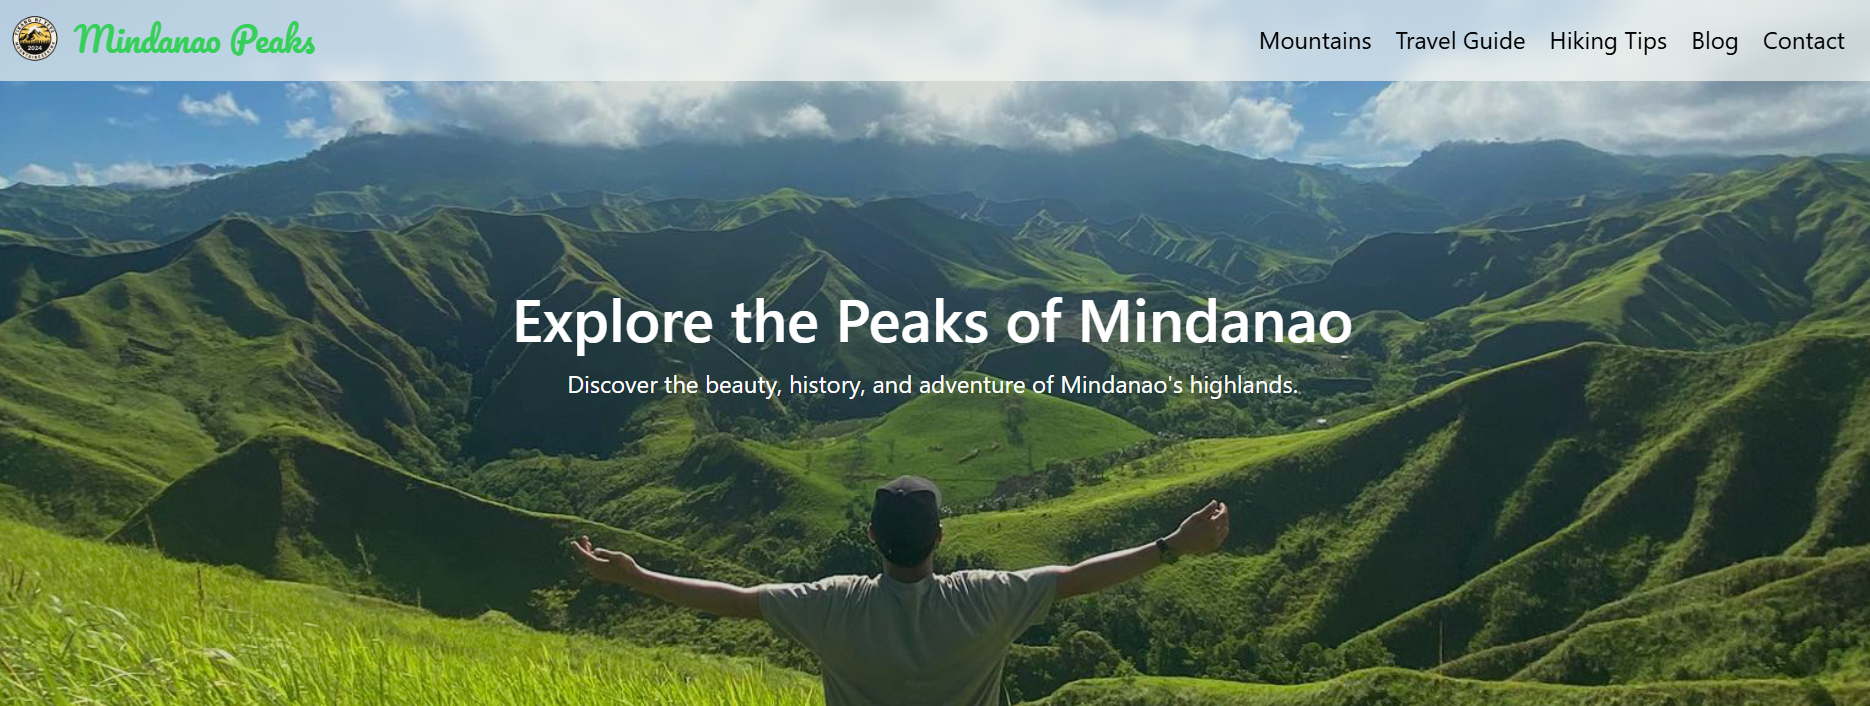 2024
Mindanao Peaks
Mountains Travel Guide Hiking Tips Blog Contact
Explore the Peaks of Mindanao
Discover the beauty, history, and adventure of Mindanao's highlands.